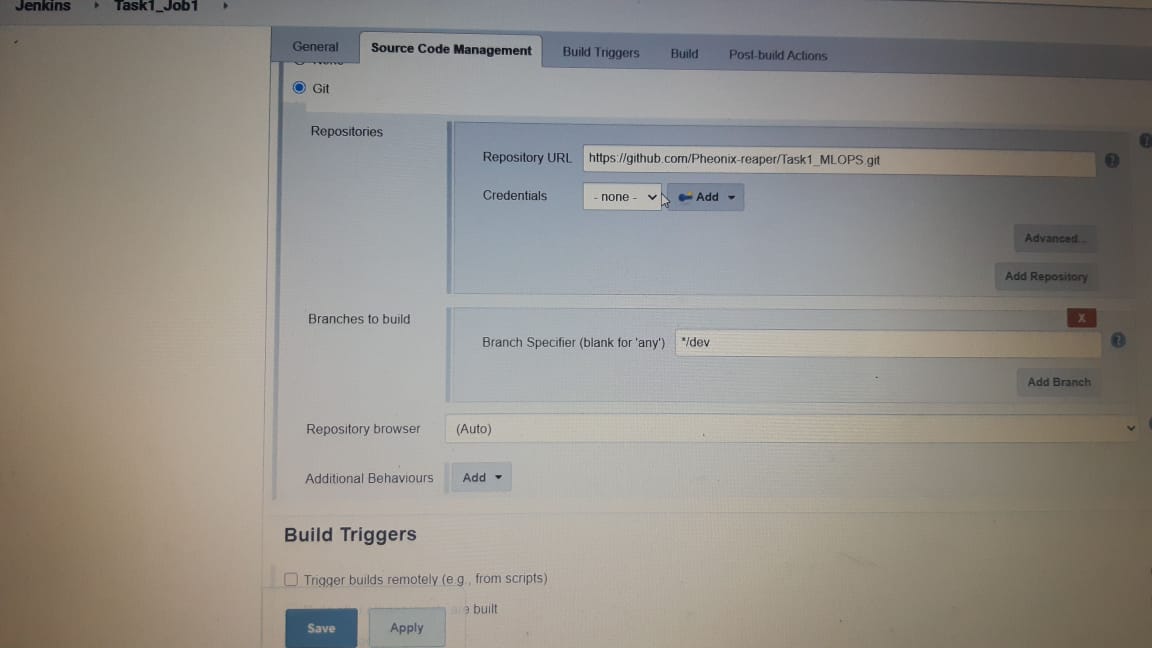 Jenkins Task1_Job1
General Source Code Management Build Triggers Build Post-build Actions
None
Git
Repositories
Repository URL https://github.com/Pheonix-reaper/Task1_MLOPS.git
Credentials - none - Add
Advanced...
Add Repository
Branches to build
X
Branch Specifier (blank for 'any') */dev
Add Branch
Repository browser (Auto)
Additional Behaviours Add
Build Triggers
Trigger builds remotely (e.g., from scripts)
built
Save Apply